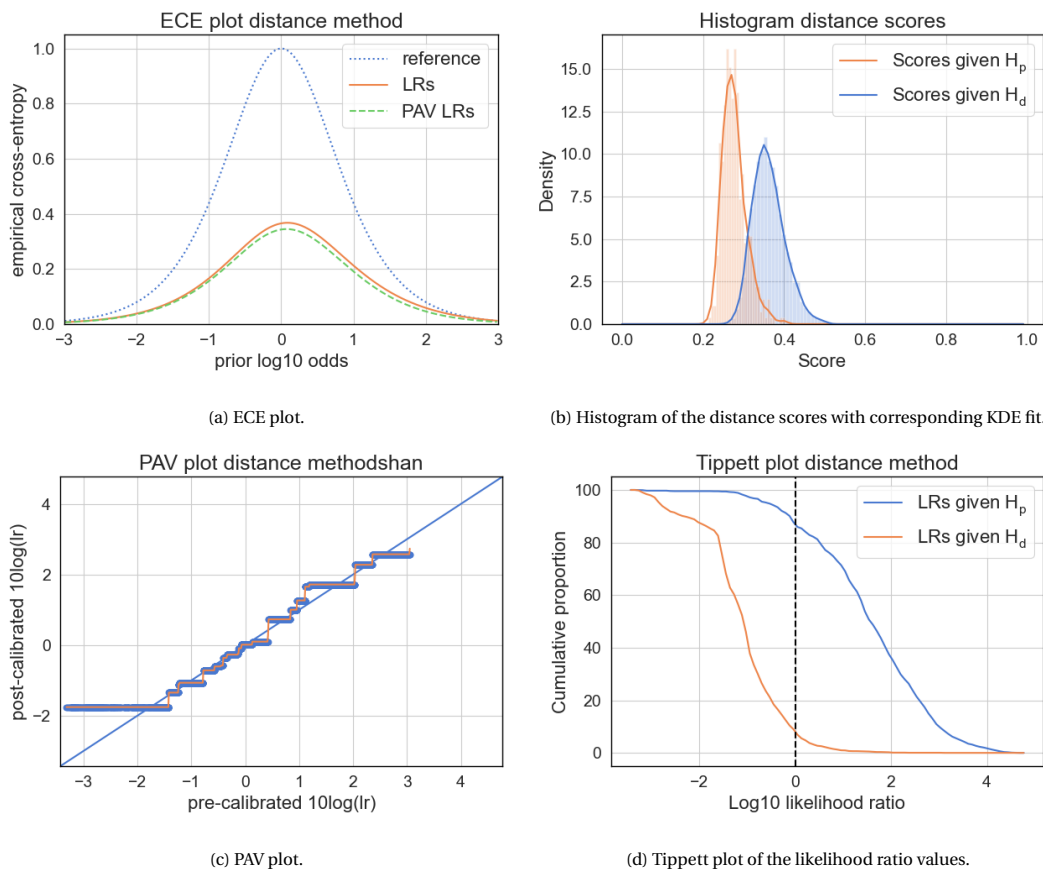 ECE plot distance method
1.0
0.8
0.6
0.4
0.2
0.0
empirical cross-entropy
reference
LRs
PAV LRs
−3 −2 −1 0 1 2 3
prior log10 odds
(a) ECE plot.
Histogram distance scores
15.0
12.5
10.0
7.5
5.0
2.5
0.0
Density
Scores given Hp
Scores given Hd
0.0 0.2 0.4 0.6 0.8 1.0
Score
(b) Histogram of the distance scores with corresponding KDE fit.
PAV plot distance methodshan
4
2
0
−2
post-calibrated 10log(lr)
−3 −2 −1 0 1 2 3 4
pre-calibrated 10log(lr)
(c) PAV plot.
Tippett plot distance method
100
80
60
40
20
0
Cumulative proportion
LRs given Hp
LRs given Hd
−2 0 2 4
Log10 likelihood ratio
(d) Tippett plot of the likelihood ratio values.